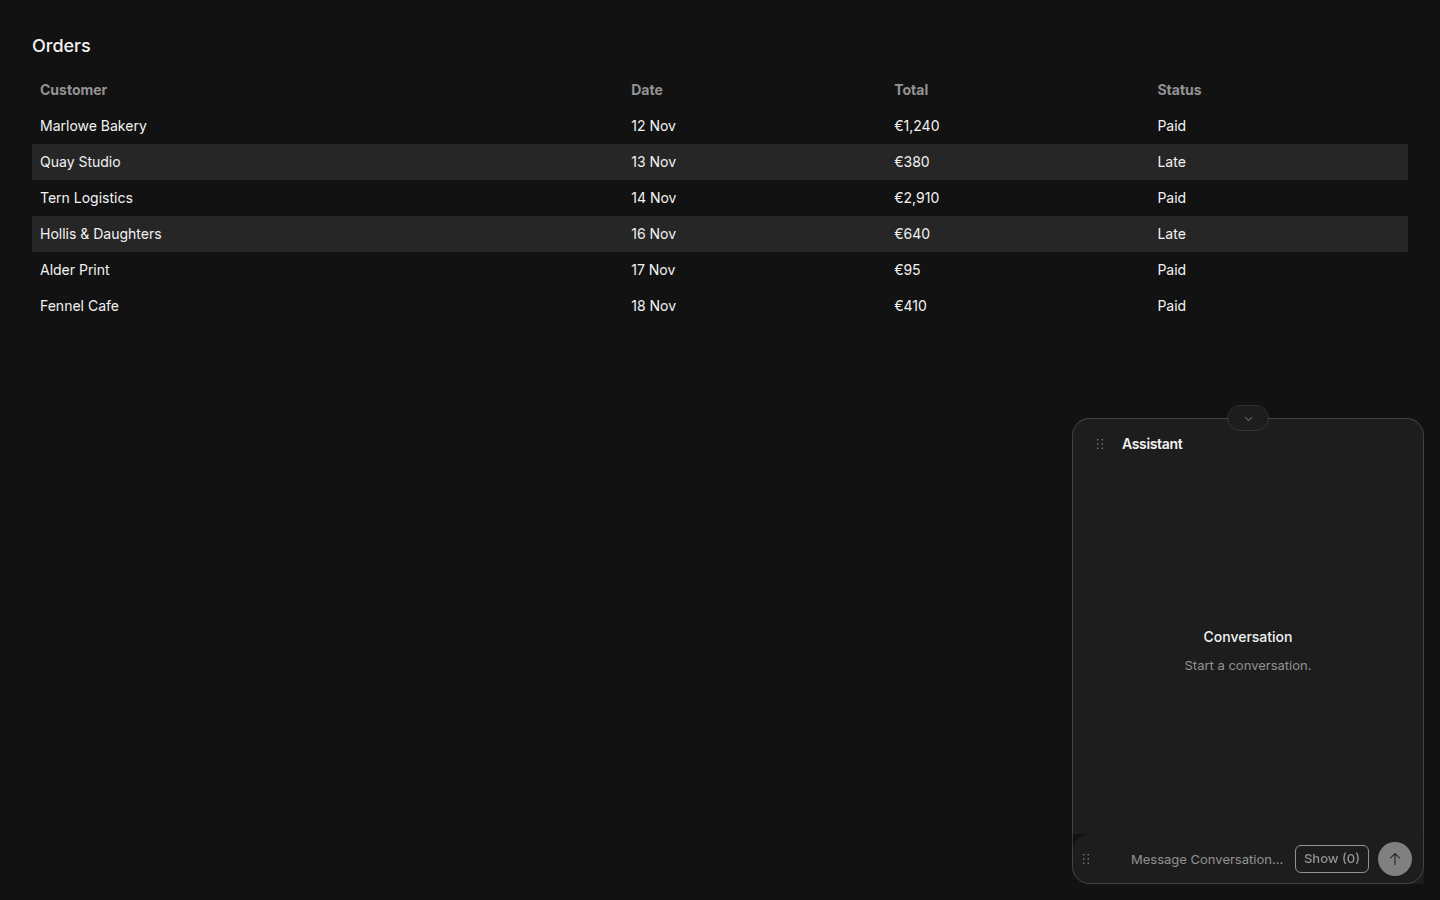 Orders
Customer Date Total Status
Marlowe Bakery 12 Nov €1,240 Paid
Quay Studio 13 Nov €380 Late
Tern Logistics 14 Nov €2,910 Paid
Hollis & Daughters 16 Nov €640 Late
Alder Print 17 Nov €95 Paid
Fennel Cafe 18 Nov €410 Paid
Assistant
Conversation
Start a conversation.
Message Conversation... Show (0)